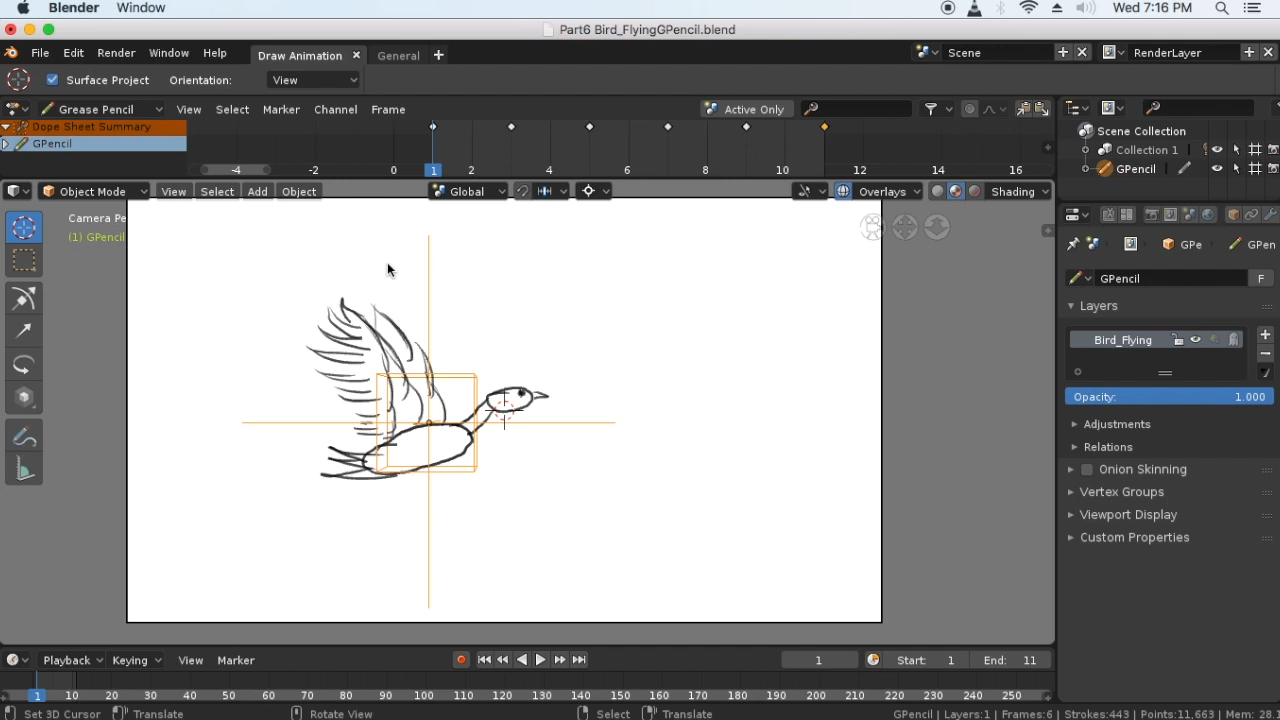 Blender Window Wed 7:16 PM
Part6 Bird_FlyingGPencil.blend
File Edit Render Window Help Draw Animation General Scene RenderLayer
Surface Project Orientation: View
Grease Pencil View Select Marker Channel Frame Active Only
Dope Sheet Summary
GPencil
-4 -2 0 1 2 4 6 8 10 12 14 16
Scene Collection
Collection 1
GPencil
Object Mode View Select Add Object Global Overlays Shading
Camera Pe
(1) GPencil
GPe GPen
GPencil F
Layers
Bird_Flying
Opacity: 1.000
Adjustments
Relations
Onion Skinning
Vertex Groups
Viewport Display
Custom Properties
Playback Keying View Marker 1 Start: 1 End: 11
1 10 20 30 40 50 60 70 80 90 100 110 120 130 140 150 160 170 180 190 200 210 220 230 240 250
Set 3D Cursor Translate Rotate View Select Translate GPencil | Layers:1 | Frames:6 | Strokes:443 | Points:11,663 | Mem: 28.